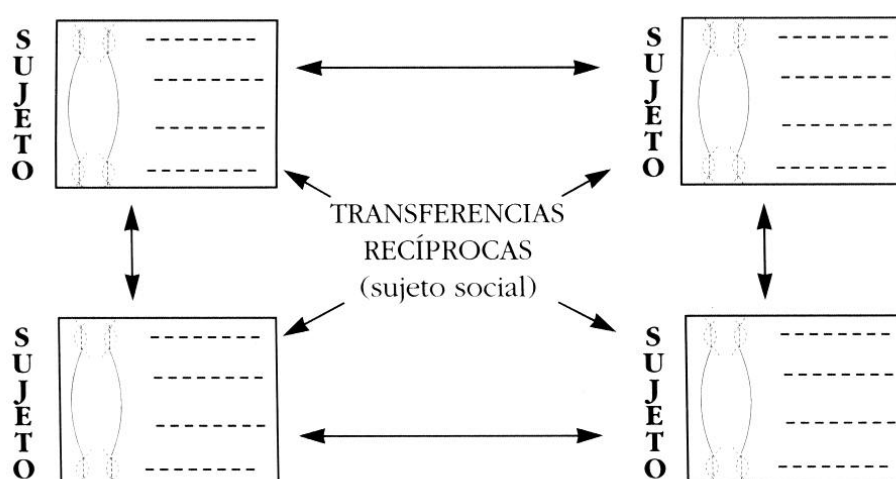 SUJETO
SUJETO
TRANSFERENCIAS
RECÍPROCAS
(sujeto social)
SUJETO
SUJETO